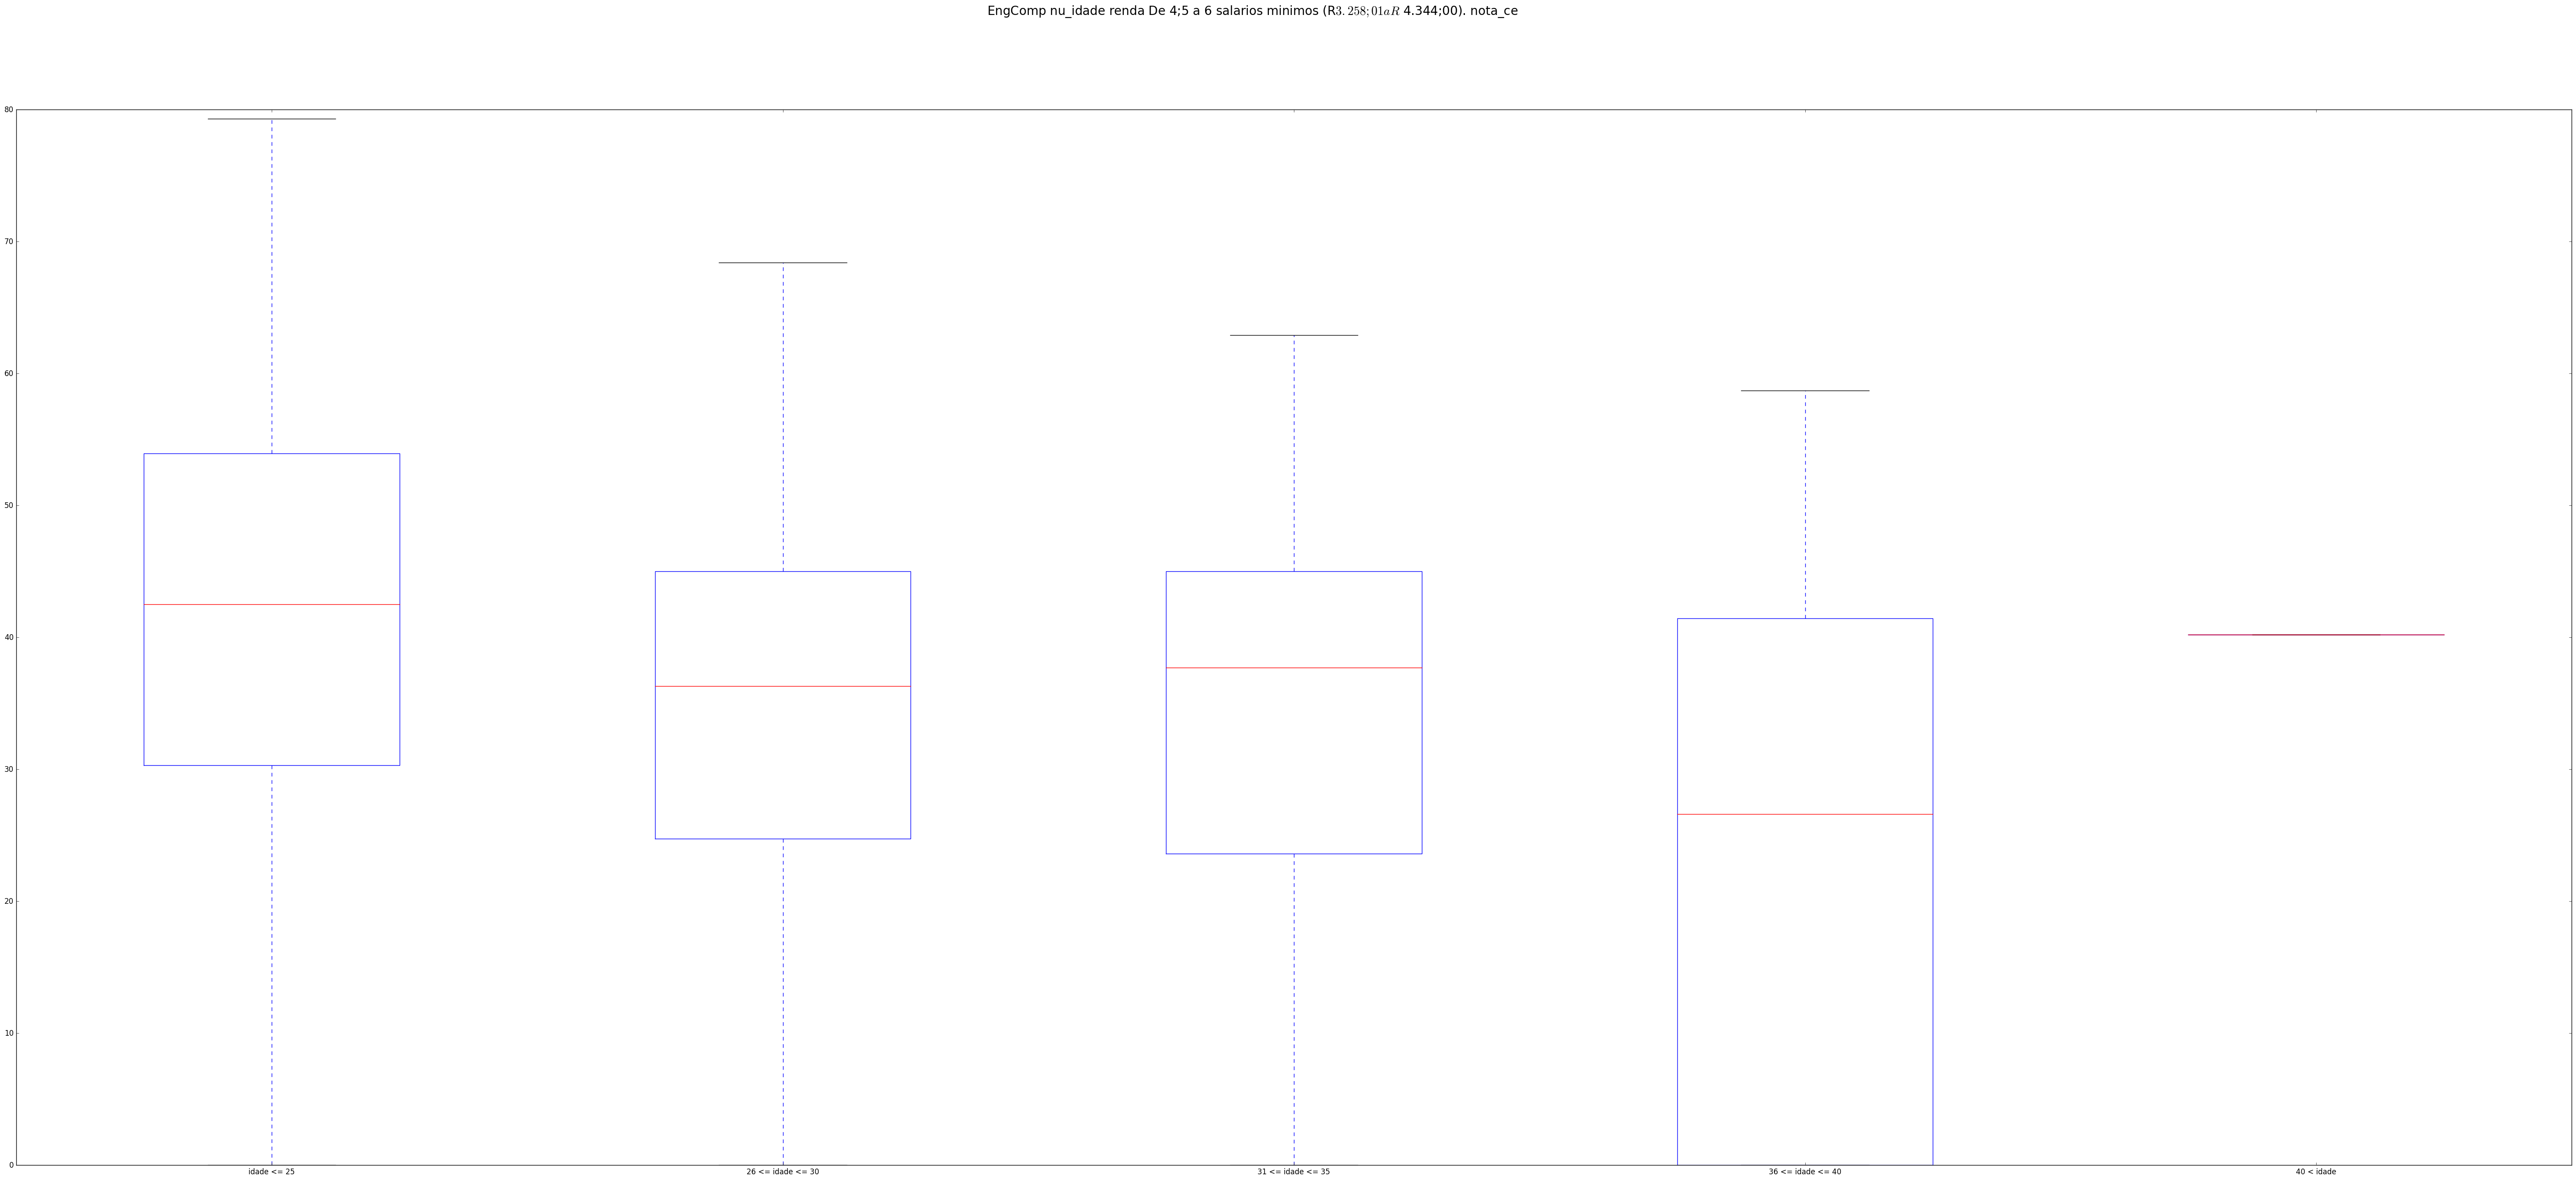 EngComp nu_idade renda De 4;5 a 6 salarios minimos (R3.258;01aR 4.344;00). nota_ce
80
70
60
50
40
30
20
10
0
idade <= 25
26 <= idade <= 30
31 <= idade <= 35
36 <= idade <= 40
40 < idade